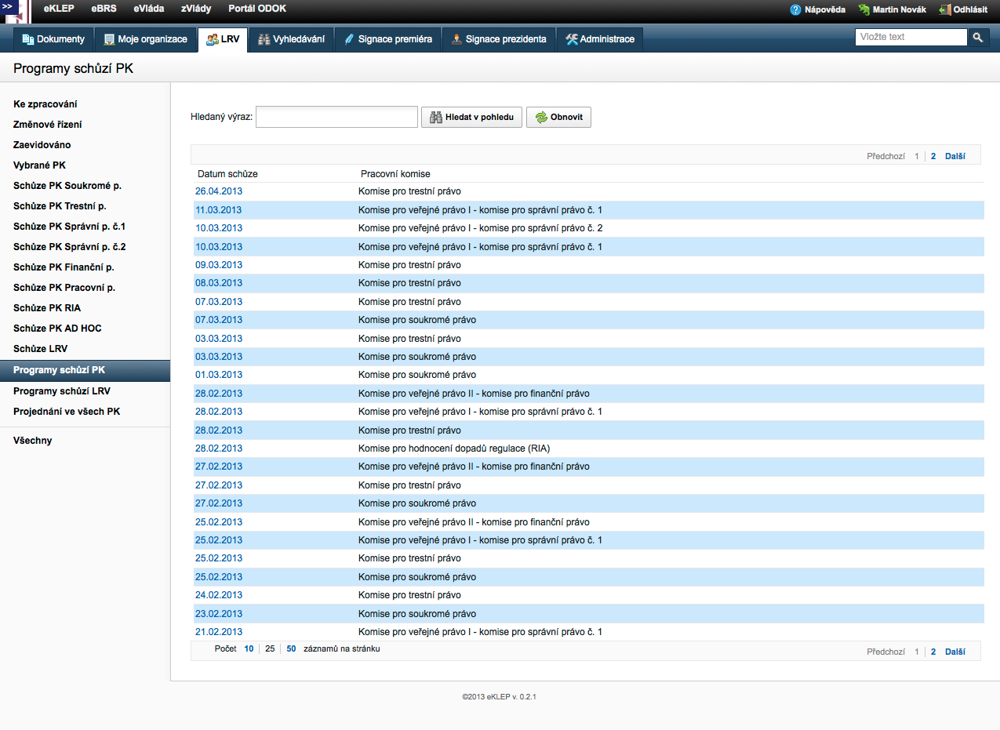 >> eKLEP eBRS eVláda zVlády Portál ODOK Nápověda Martin Novák Odhlásit
Dokumenty Moje organizace LRV Vyhledávání Signace premiéra Signace prezidenta Administrace Vložte text
Programy schůzí PK
Ke zpracování
Změnové řízení
Zaevidováno
Vybrané PK
Schůze PK Soukromé p.
Schůze PK Trestní p.
Schůze PK Správní p. č.1
Schůze PK Správní p. č.2
Schůze PK Finanční p.
Schůze PK Pracovní p.
Schůze PK RIA
Schůze PK AD HOC
Schůze LRV
Programy schůzí PK
Programy schůzí LRV
Projednání ve všech PK
Všechny
Hledaný výraz: Hledat v pohledu Obnovit
Předchozí 1 2 Další
Datum schůze Pracovní komise
26.04.2013 Komise pro trestní právo
11.03.2013 Komise pro veřejné právo I - komise pro správní právo č. 1
10.03.2013 Komise pro veřejné právo I - komise pro správní právo č. 2
10.03.2013 Komise pro veřejné právo I - komise pro správní právo č. 1
09.03.2013 Komise pro trestní právo
08.03.2013 Komise pro trestní právo
07.03.2013 Komise pro trestní právo
07.03.2013 Komise pro soukromé právo
03.03.2013 Komise pro trestní právo
03.03.2013 Komise pro soukromé právo
01.03.2013 Komise pro soukromé právo
28.02.2013 Komise pro veřejné právo II - komise pro finanční právo
28.02.2013 Komise pro veřejné právo I - komise pro správní právo č. 1
28.02.2013 Komise pro trestní právo
28.02.2013 Komise pro hodnocení dopadů regulace (RIA)
27.02.2013 Komise pro veřejné právo II - komise pro finanční právo
27.02.2013 Komise pro trestní právo
27.02.2013 Komise pro soukromé právo
25.02.2013 Komise pro veřejné právo II - komise pro finanční právo
25.02.2013 Komise pro veřejné právo I - komise pro správní právo č. 1
25.02.2013 Komise pro trestní právo
25.02.2013 Komise pro soukromé právo
24.02.2013 Komise pro trestní právo
23.02.2013 Komise pro soukromé právo
21.02.2013 Komise pro veřejné právo I - komise pro správní právo č. 1
Počet 10 25 50 záznamů na stránku Předchozí 1 2 Další
©2013 eKLEP v. 0.2.1